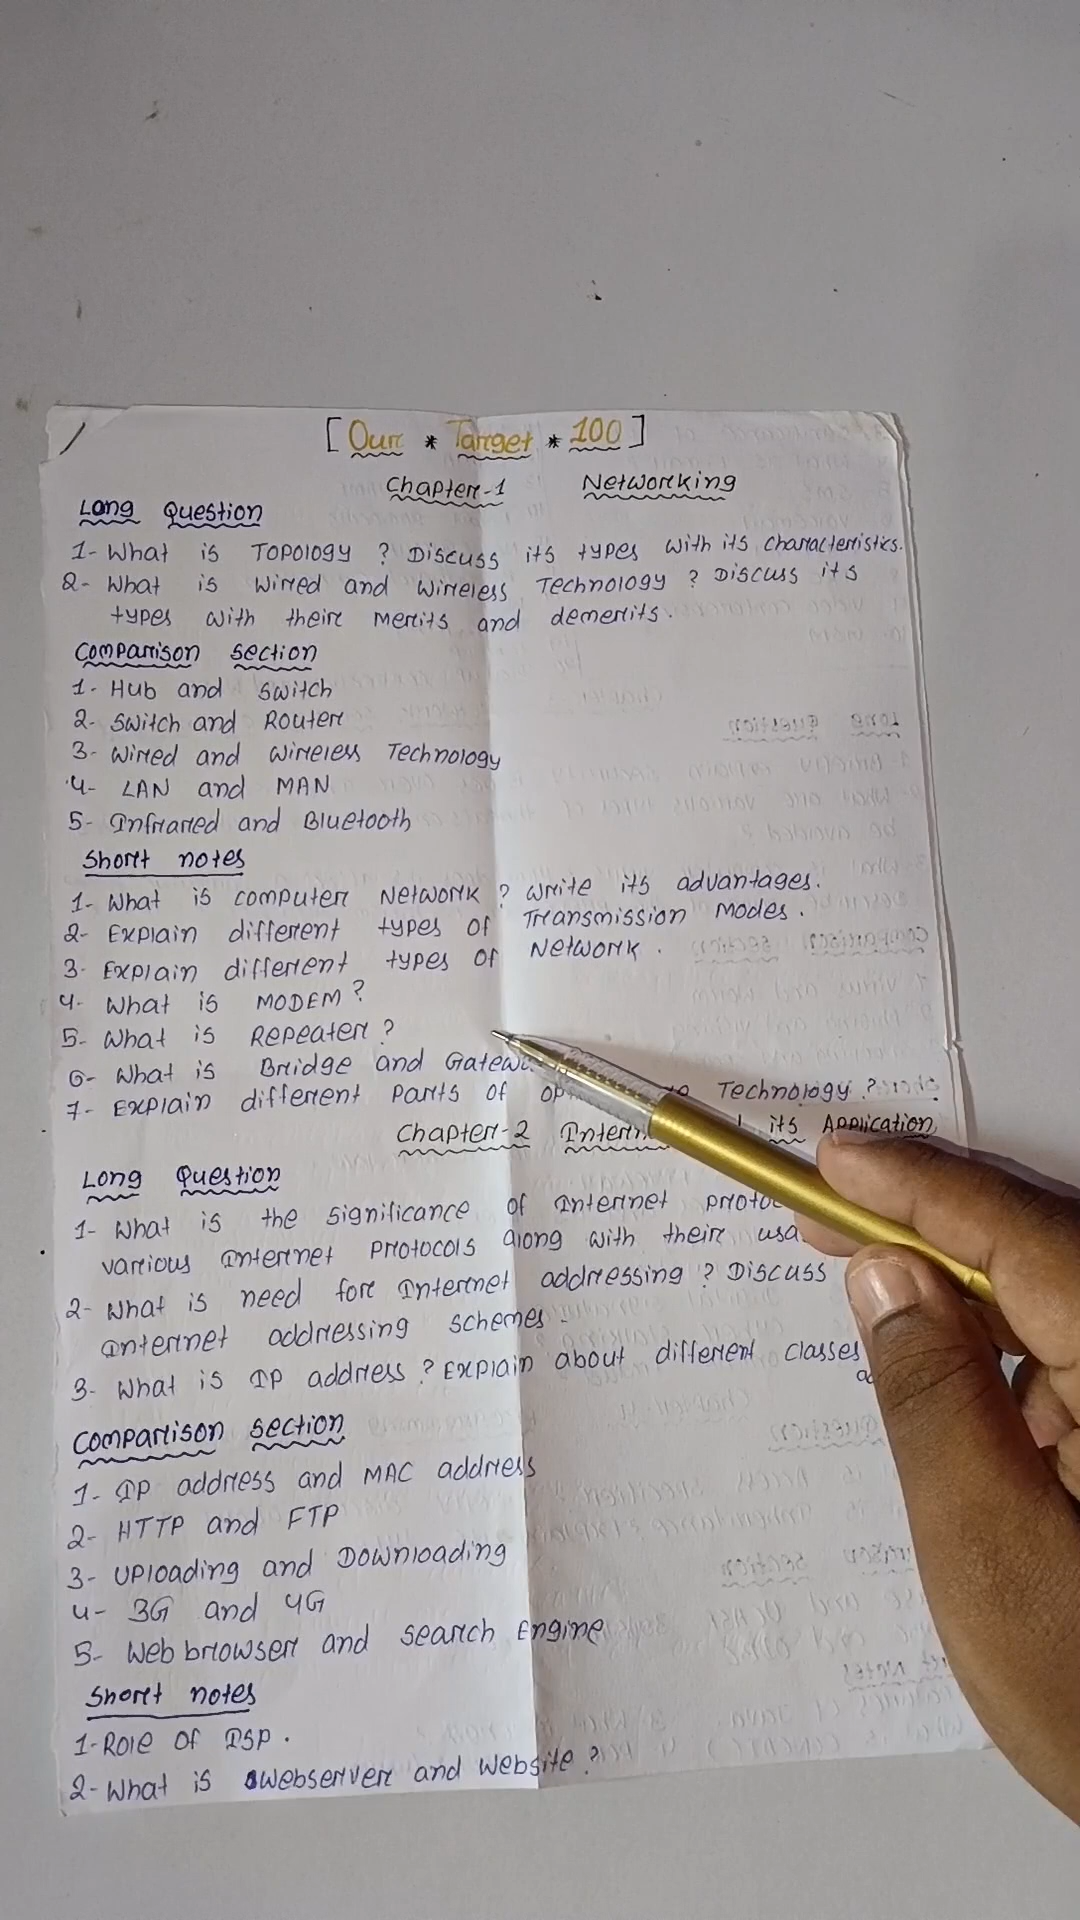 [ Our * Target * 100 ]
Chapter-1 Networking
Long Question
1- What is Topology ? Discuss its types with its characteristics.
2- What is wired and wireless Technology ? Discuss its
types with their merits and demerits.
Comparison section
1- Hub and Switch
2- Switch and Router
3- Wired and wireless Technology
4- LAN and MAN
5- Infrared and Bluetooth
Short notes
1- What is computer Network ? Write its advantages.
2- Explain different types of Transmission Modes.
3- Explain different types of Network.
4- What is MODEM ?
5- What is Repeater ?
6- What is Bridge and
7- Explain different parts of Technology ?
Chapter-2 its Application
Long Question
1- What is the significance of Internet
various Internet protocols along with their
2- What is need for Internet addressing ? Discuss
Internet addressing schemes.
3- What is IP address ? Explain about different classes
Comparison section
1- IP address and MAC address
2- HTTP and FTP
3- Uploading and Downloading
4- 3G and 4G
5- Web browser and Search Engine
Short notes
1- Role of ISP.
2- What is webserver and website ?